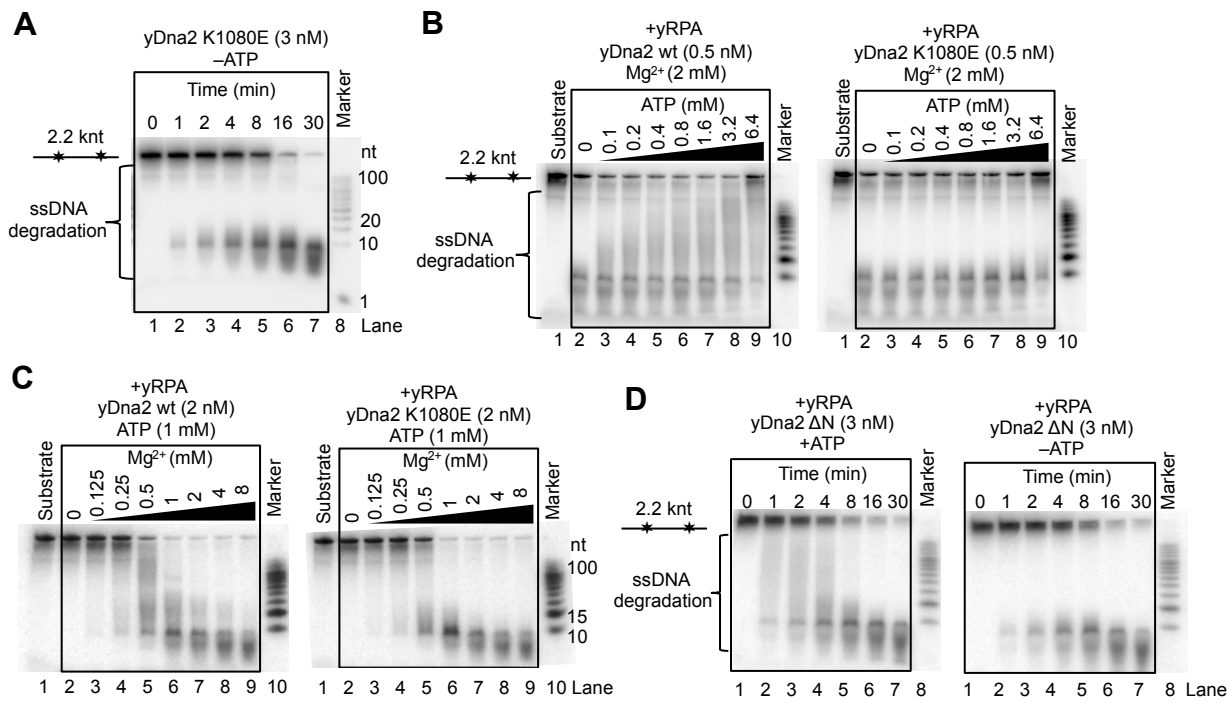 A
yDna2 K1080E (3 nM)
–ATP
Time (min)
0 1 2 4 8 16 30
Marker
2.2 knt
nt
100
20
10
1
ssDNA
degradation
1 2 3 4 5 6 7 8 Lane
B
+yRPA
yDna2 wt (0.5 nM)
Mg2+ (2 mM)
Substrate
ATP (mM)
0 0.1 0.2 0.4 0.8 1.6 3.2 6.4
Marker
2.2 knt
ssDNA
degradation
1 2 3 4 5 6 7 8 9 10
+yRPA
yDna2 K1080E (0.5 nM)
Mg2+ (2 mM)
Substrate
ATP (mM)
0 0.1 0.2 0.4 0.8 1.6 3.2 6.4
Marker
1 2 3 4 5 6 7 8 9 10
C
+yRPA
yDna2 wt (2 nM)
ATP (1 mM)
Substrate
Mg2+ (mM)
0 0.125 0.25 0.5 1 2 4 8
Marker
1 2 3 4 5 6 7 8 9 10
+yRPA
yDna2 K1080E (2 nM)
ATP (1 mM)
Substrate
Mg2+ (mM)
0 0.125 0.25 0.5 1 2 4 8
Marker
nt
100
15
10
1 2 3 4 5 6 7 8 9 10 Lane
D
+yRPA
yDna2 ΔN (3 nM)
+ATP
Time (min)
0 1 2 4 8 16 30
Marker
2.2 knt
ssDNA
degradation
1 2 3 4 5 6 7 8
+yRPA
yDna2 ΔN (3 nM)
–ATP
Time (min)
0 1 2 4 8 16 30
Marker
1 2 3 4 5 6 7 8 Lane